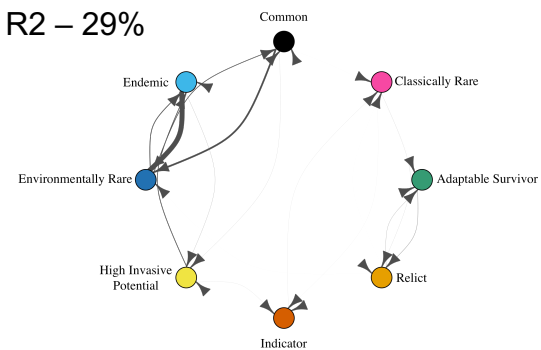 R2 – 29%
Common
Endemic
Classically Rare
Environmentally Rare
Adaptable Survivor
High Invasive
Potential
Relict
Indicator